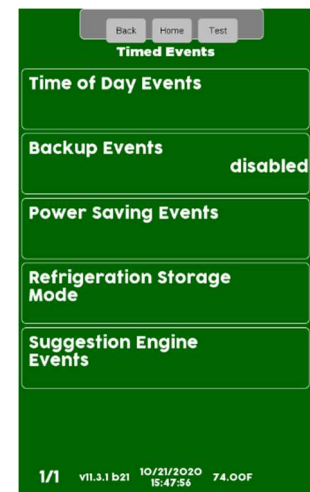 Back Home Test
Timed Events
Time of Day Events
Backup Events
disabled
Power Saving Events
Refrigeration Storage
Mode
Suggestion Engine
Events
1/1 v11.3.1 b21 10/21/2020 74.00F
15:47:56